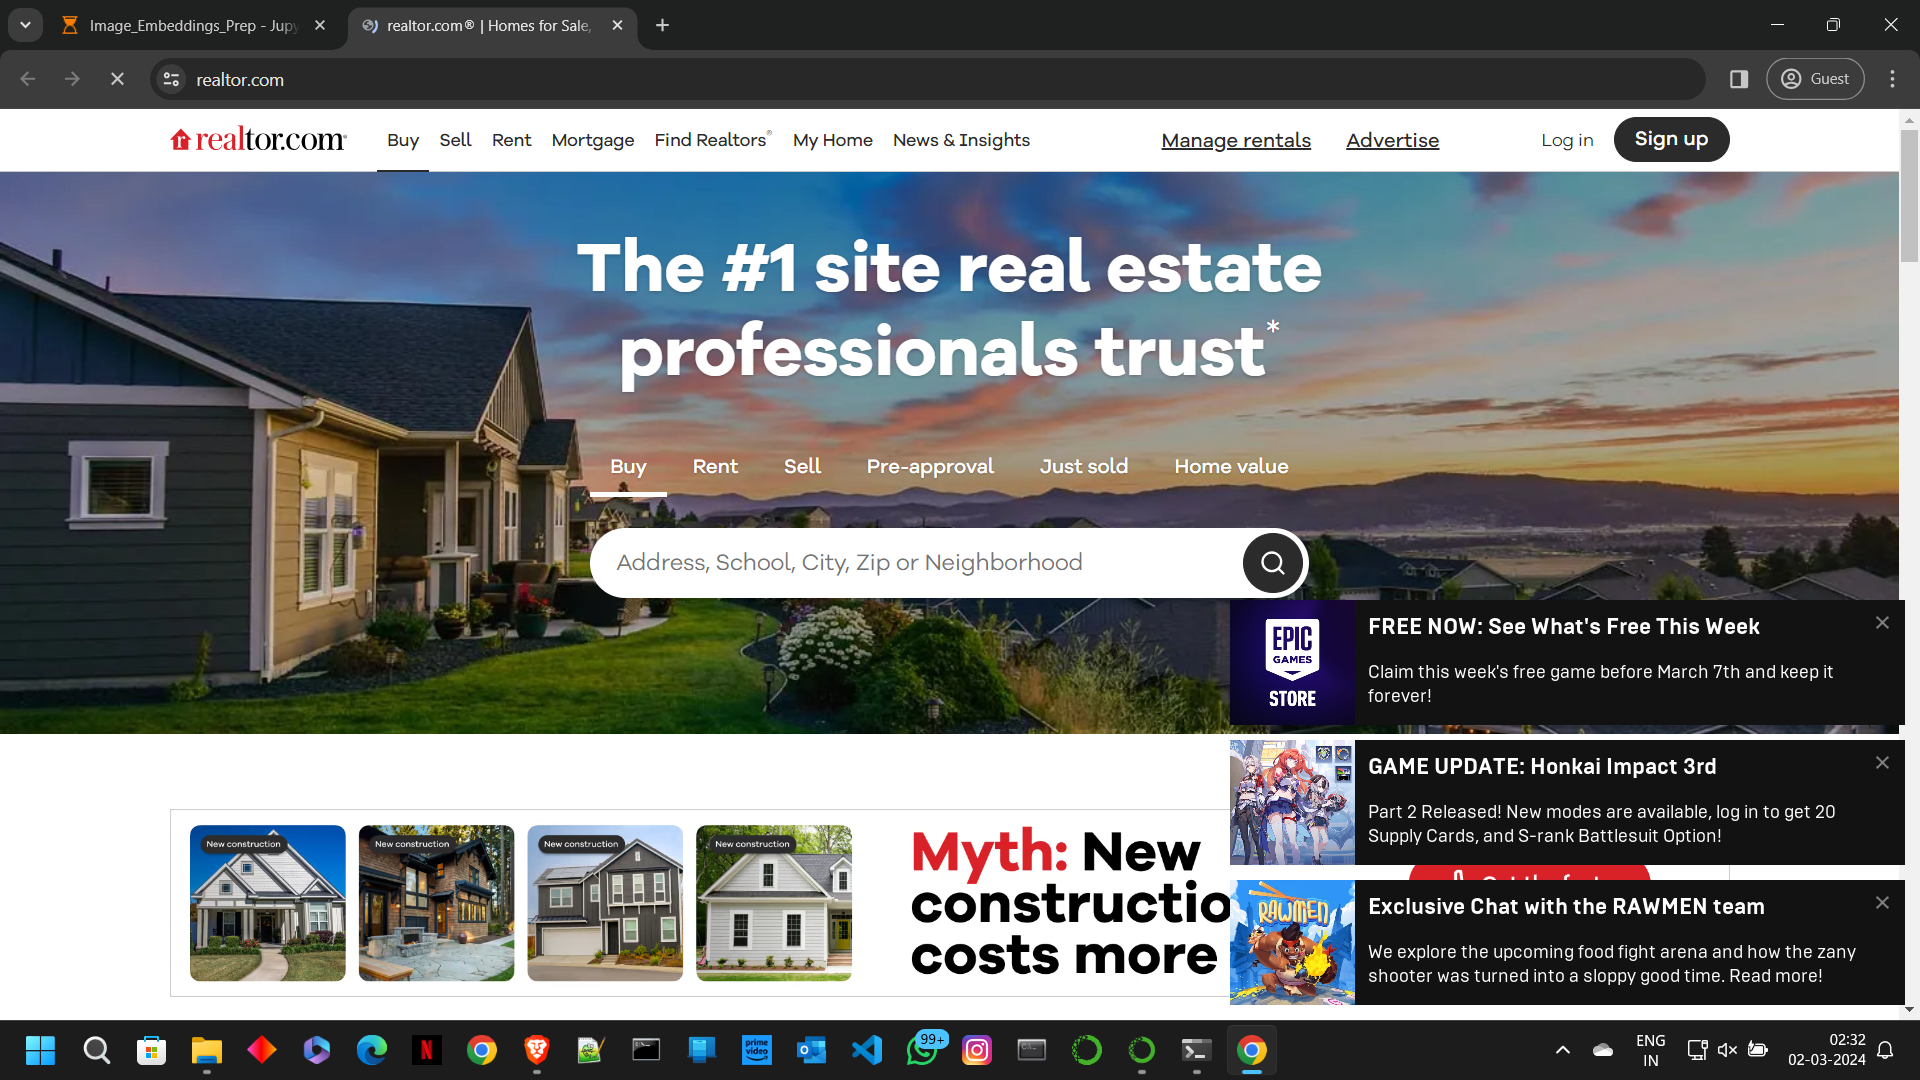 Image_Embeddings_Prep - Jupy
realtor.com® | Homes for Sale,
realtor.com
Guest
realtor.com®
Buy
Sell
Rent
Mortgage
Find Realtors®
My Home
News & Insights
Manage rentals
Advertise
Log in
Sign up
The #1 site real estate
professionals trust*
Buy
Rent
Sell
Pre-approval
Just sold
Home value
Address, School, City, Zip or Neighborhood
EPIC
GAMES
STORE
FREE NOW: See What's Free This Week
Claim this week's free game before March 7th and keep it
forever!
GAME UPDATE: Honkai Impact 3rd
Part 2 Released! New modes are available, log in to get 20
Supply Cards, and S-rank Battlesuit Option!
RAWMEN
Exclusive Chat with the RAWMEN team
We explore the upcoming food fight arena and how the zany
shooter was turned into a sloppy good time. Read more!
New construction
New construction
New construction
New construction
Myth: New
constructio
costs more
prime
video
99+
ENG
IN
02:32
02-03-2024